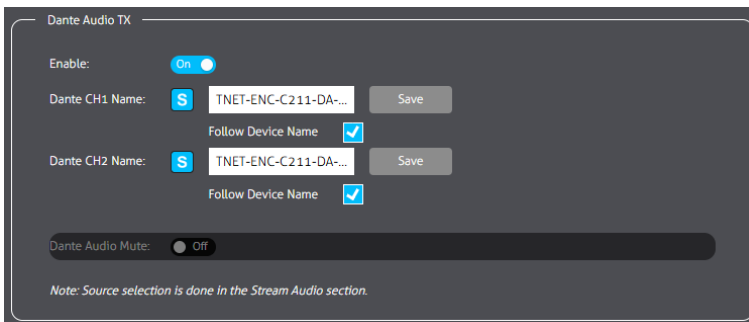 Dante Audio TX
Enable: On
Dante CH1 Name: S TNET-ENC-C211-DA-... Save
Follow Device Name
Dante CH2 Name: S TNET-ENC-C211-DA-... Save
Follow Device Name
Dante Audio Mute: Off
Note: Source selection is done in the Stream Audio section.